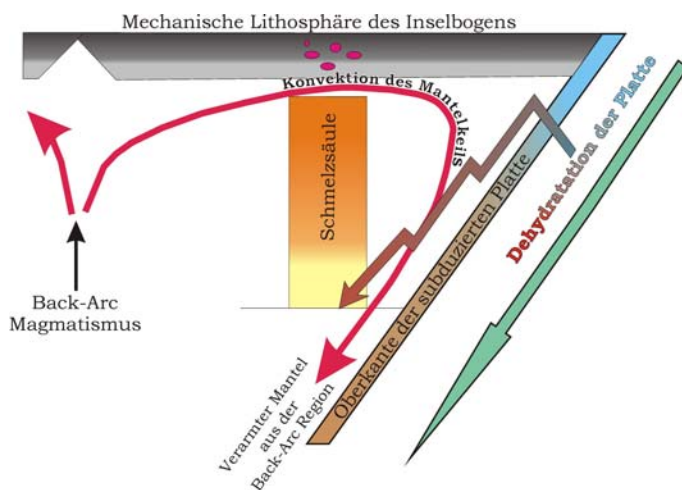 Mechanische Lithosphäre des Inselbogens
Konvektion des Mantelkeils
Schmelzsäule
Oberkante der subduzierten Platte
Dehydratation der Platte
Back-Arc
Magmatismus
Verarmter Mantel
aus der
Back-Arc Region